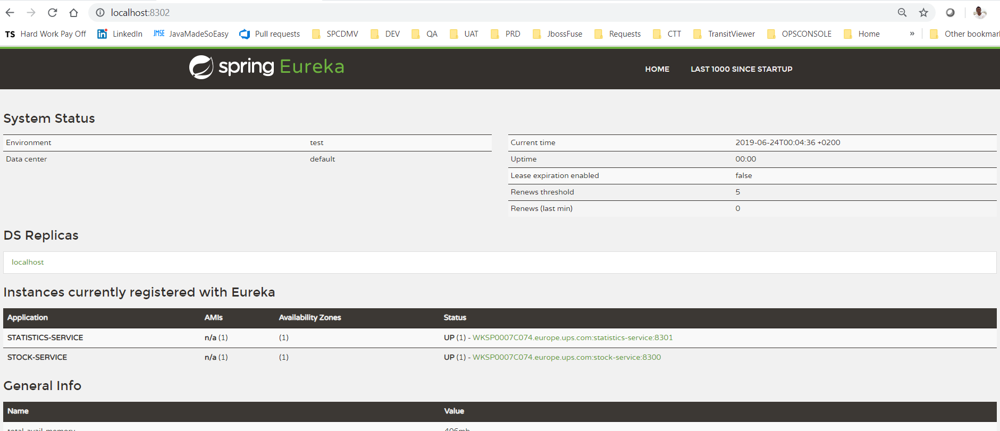 localhost:8302
TS Hard Work Pay Off LinkedIn JMSE JavaMadeSoEasy Pull requests SPCDMV DEV QA UAT PRD JbossFuse Requests CTT TransitViewer OPSCONSOLE Home » Other bookmar
spring Eureka HOME LAST 1000 SINCE STARTUP
System Status
Environment test Current time 2019-06-24T00:04:36 +0200
Data center default Uptime 00:00
Lease expiration enabled false
Renews threshold 5
Renews (last min) 0
DS Replicas
localhost
Instances currently registered with Eureka
Application AMIs Availability Zones Status
STATISTICS-SERVICE n/a (1) (1) UP (1) - WKSP0007C074.europe.ups.com:statistics-service:8301
STOCK-SERVICE n/a (1) (1) UP (1) - WKSP0007C074.europe.ups.com:stock-service:8300
General Info
Name Value
total-avail-memory 406mb